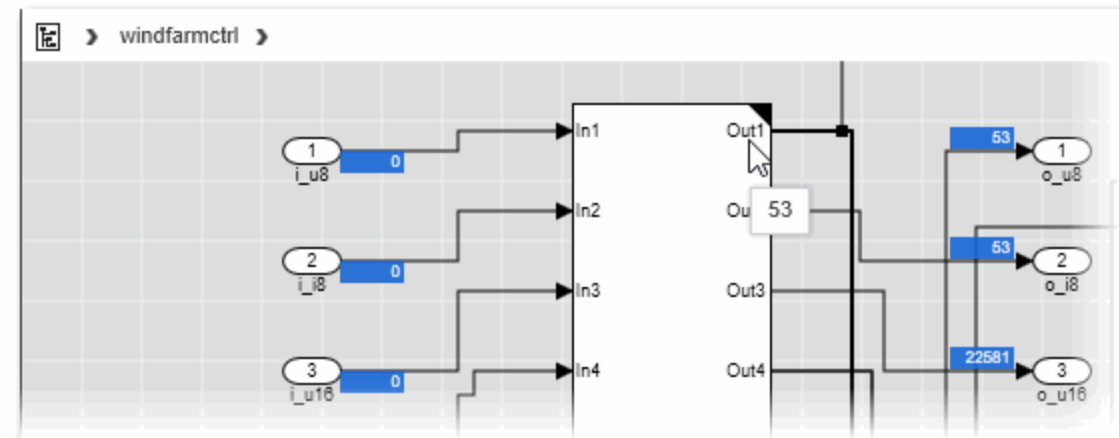 windfarmctrl
1
0
i_u8
In1
Out1
53
1
o_u8
2
0
i_i8
In2
Ou
53
53
2
o_i8
In3
Out3
3
0
i_u16
In4
Out4
22581
3
o_u16